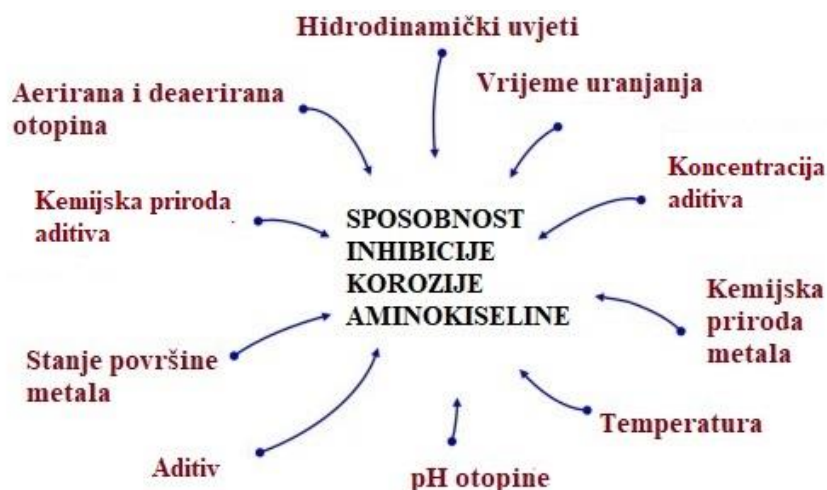 Hidrodinamički uvjeti
Vrijeme uranjanja
Aerirana i deaerirana
otopina
Koncentracija
aditiva
Kemijska priroda
aditiva
SPOSOBNOST
INHIBICIJE
KOROZIJE
AMINOKISELINE
Kemijska
priroda
metala
Stanje površine
metala
Temperatura
Aditiv
pH otopine